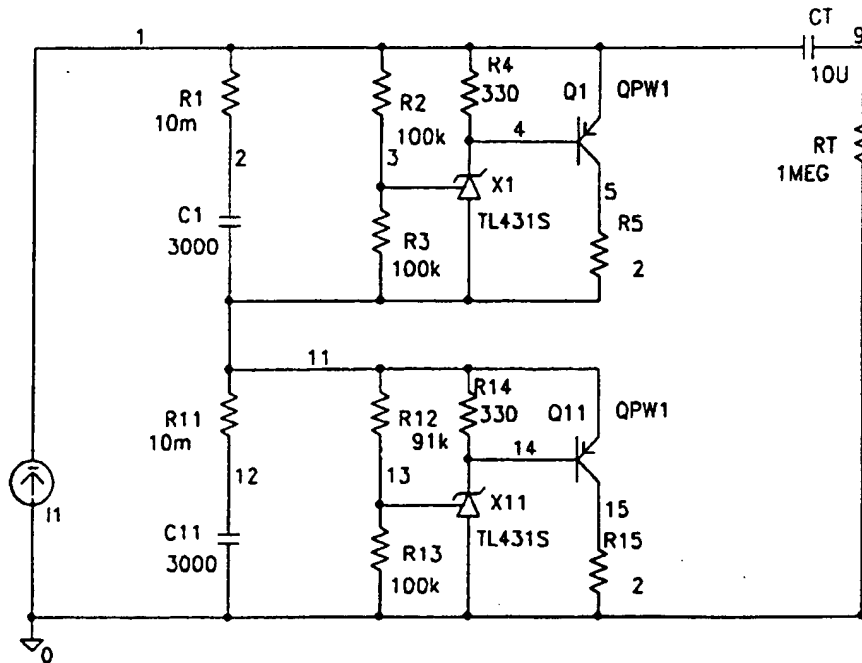 1
CT
9
10U
R1
10m
R2
100k
R4
330
Q1
QPW1
RT
1MEG
2
3
4
X1
TL431S
5
C1
3000
R3
100k
R5
2
11
R11
10m
R12
91k
R14
330
Q11
QPW1
12
13
14
X11
TL431S
15
I1
C11
3000
R13
100k
R15
2
0